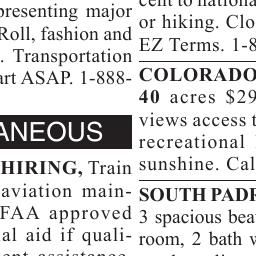 presenting major
Roll, fashion and
. Transportation
art ASAP. 1-888-
ANEOUS
HIRING, Train
aviation main-
FAA approved
al aid if quali-
ent assistance.
cent to national
or hiking. Clo
EZ Terms. 1-8
COLORADO
40 acres $29
views access t
recreational
sunshine. Cal
SOUTH PADR
3 spacious bea
room, 2 bath w